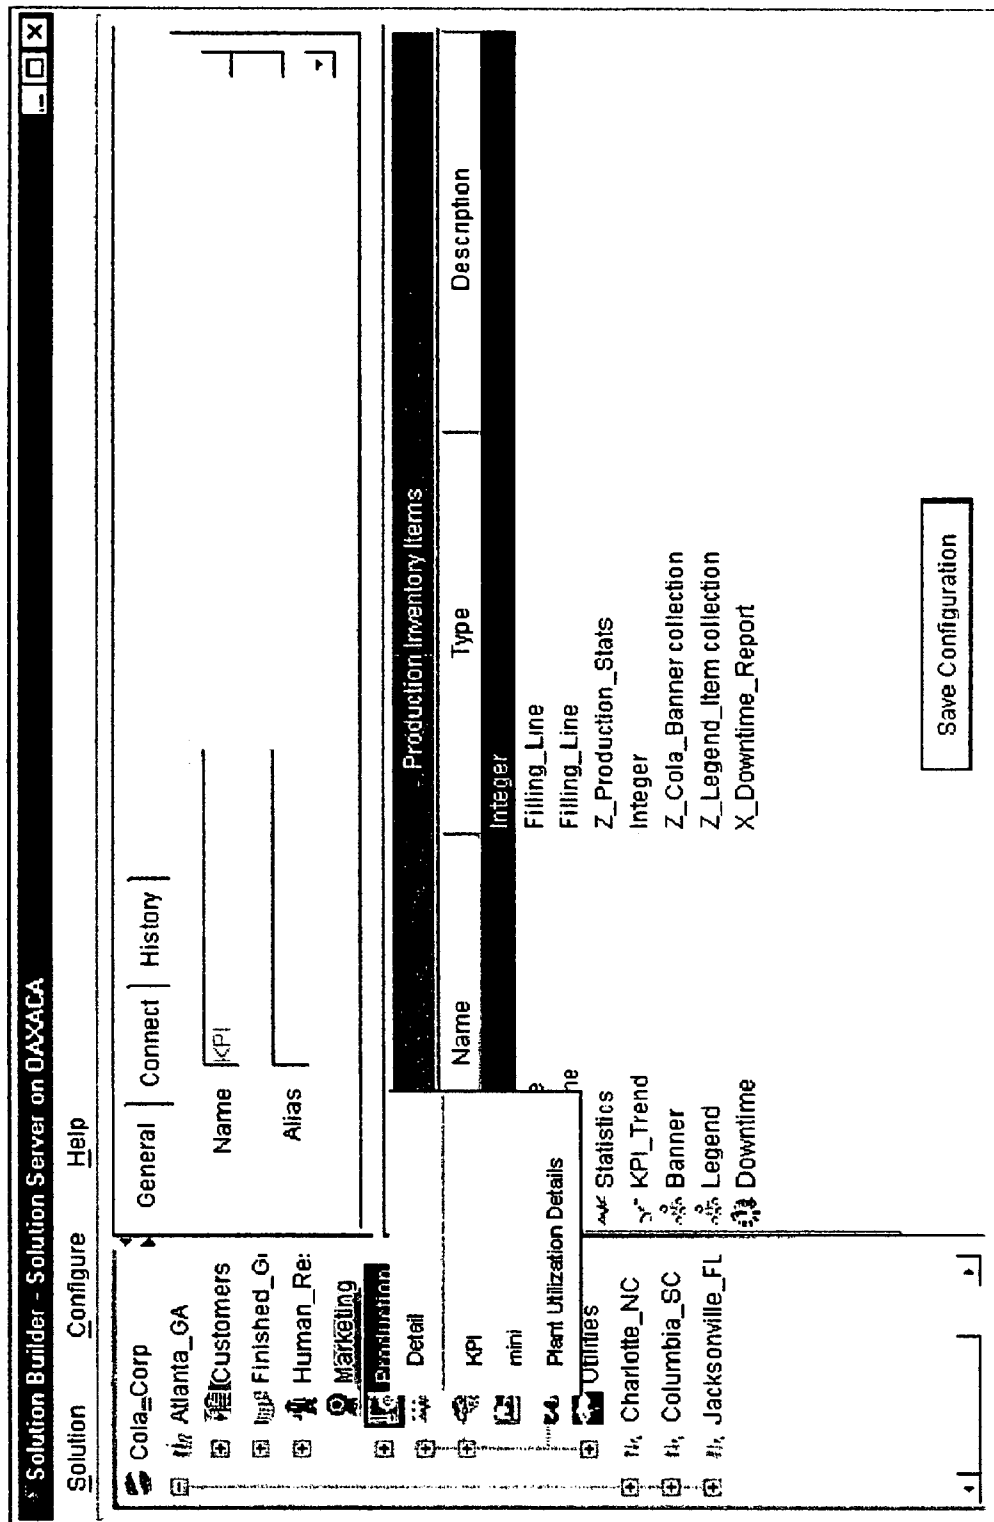 Solution Builder - Solution Server on OAXACA
Solution Configure Help
Cola_Corp
Atlanta_GA
Customers
Finished_G
Human_Re
Marketing
Production
Detail
KPI
mini
Plant Utilization Details
Utilities
Charlotte_NC
Columbia_SC
Jacksonville_FL
General Connect History
Name KPI
Alias
Production Inventory Items
Name Type Description
Integer
e Filling_Line
ne Filling_Line
Statistics Z_Production_Stats
KPI_Trend Integer
Banner Z_Cola_Banner collection
Legend Z_Legend_Item collection
Downtime X_Downtime_Report
Save Configuration